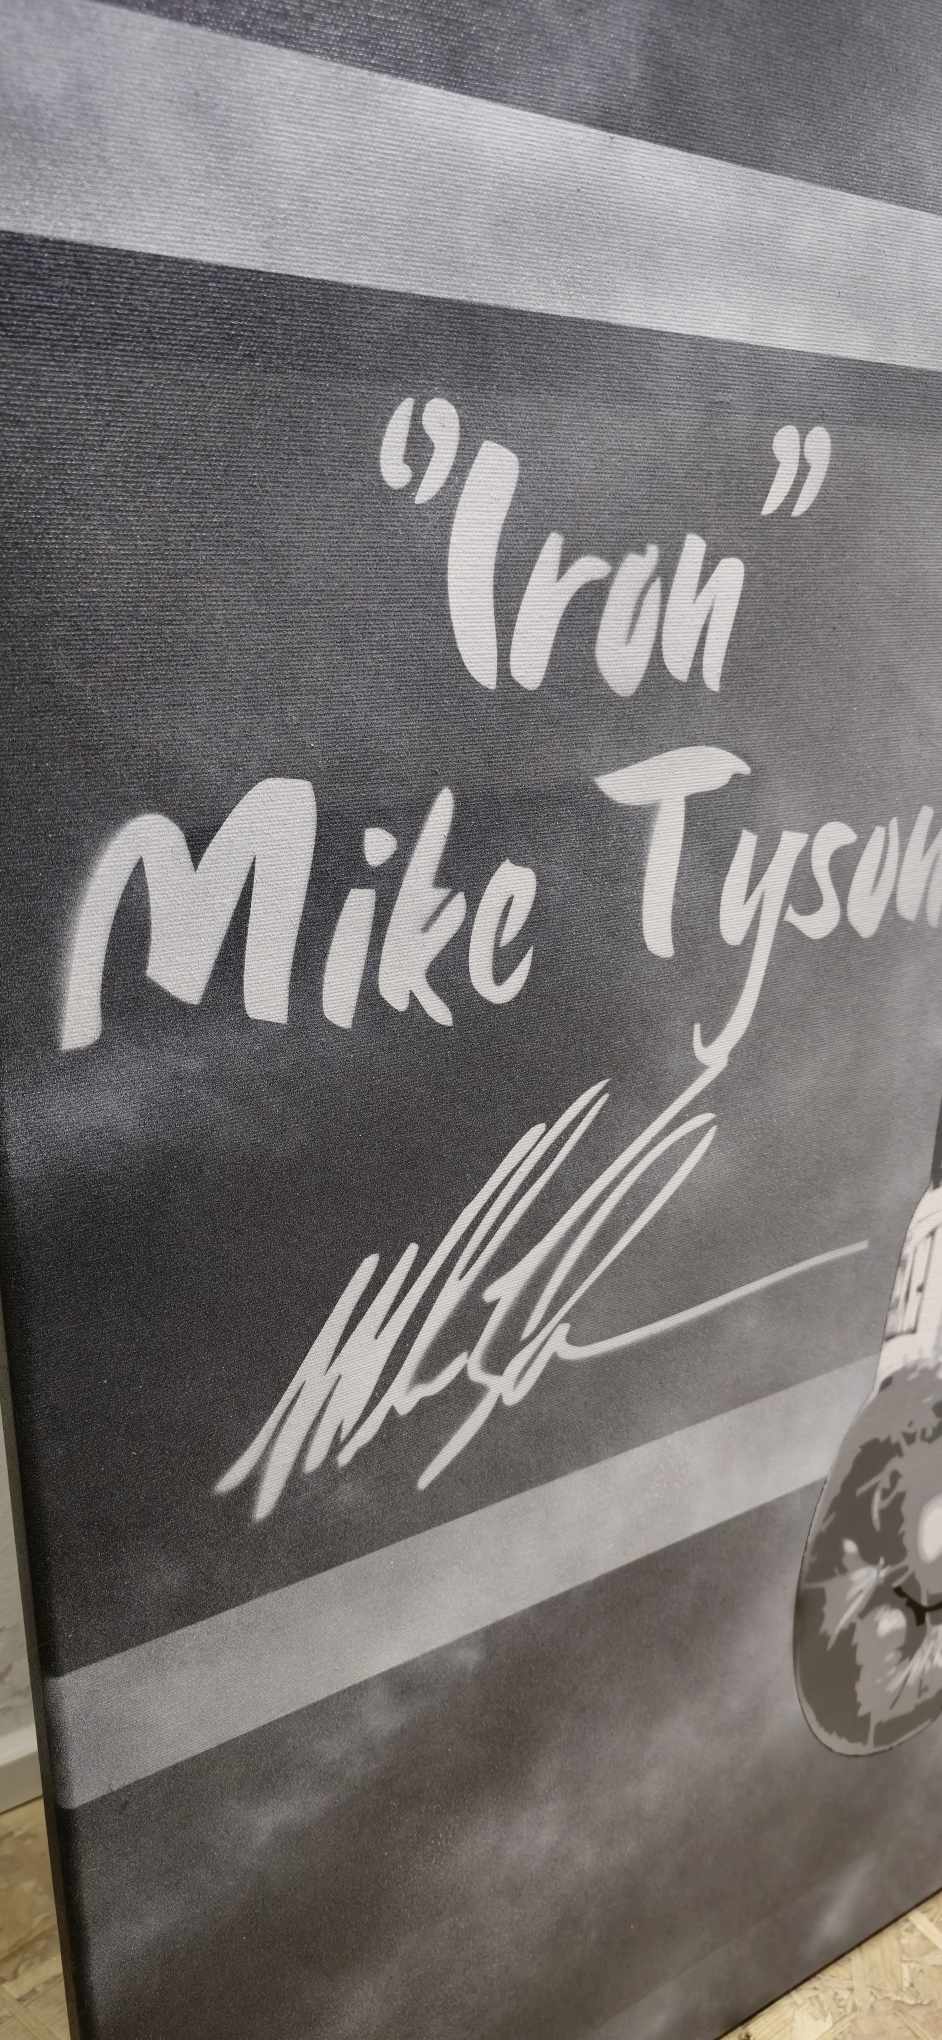 “Iron”
Mike Tyson